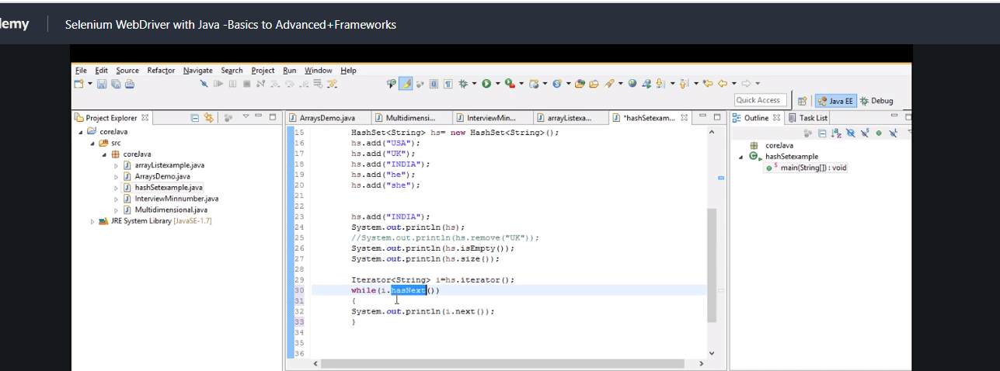 demy Selenium WebDriver with Java -Basics to Advanced+Frameworks
File Edit Source Refactor Navigate Search Project Run Window Help
Quick Access Java EE Debug
Project Explorer
coreJava
src
coreJava
arrayListexample.java
ArraysDemo.java
hashSetexample.java
InterviewMinnumber.java
Multidimensional.java
JRE System Library [JavaSE-1.7]
ArraysDemo.java Multidimensi... InterviewMin... arrayListexa... *hashSetexam...
15 HashSet<String> hs= new HashSet<String>();
16 hs.add("USA");
17 hs.add("UK");
18 hs.add("INDIA");
19 hs.add("he");
20 hs.add("she");
21
22
23 hs.add("INDIA");
24 System.out.println(hs);
25 //System.out.println(hs.remove("UK"));
26 System.out.println(hs.isEmpty());
27 System.out.println(hs.size());
28
29 Iterator<String> i=hs.iterator();
30 while(i.hasNext())
31 {
32 System.out.println(i.next());
33 }
34
35
36
Outline Task List
coreJava
hashSetexample
main(String[]) : void